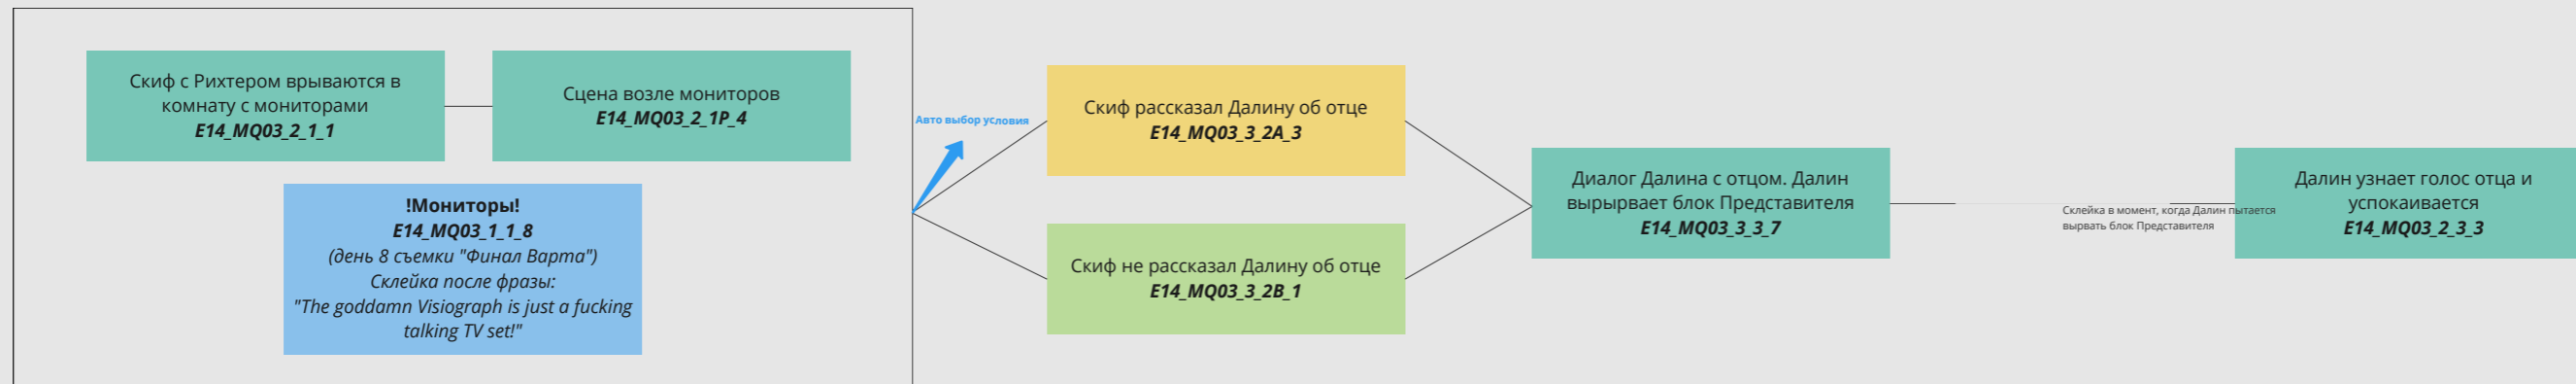 Скиф с Рихтером врываются в
комнату с мониторами
E14_MQ03_2_1_1
Сцена возле мониторов
E14_MQ03_2_1P_4
!Мониторы!
E14_MQ03_1_1_8
(день 8 съемки "Финал Варта")
Склейка после фразы:
"The goddamn Visiograph is just a fucking
talking TV set!"
Авто выбор условия
Скиф рассказал Далину об отце
E14_MQ03_3_2A_3
Скиф не рассказал Далину об отце
E14_MQ03_3_2B_1
Диалог Далина с отцом. Далин
вырырвает блок Представителя
E14_MQ03_3_3_7
Склейка в момент, когда Далин пытается
вырвать блок Представителя
Далин узнает голос отца и
успокаивается
E14_MQ03_2_3_3